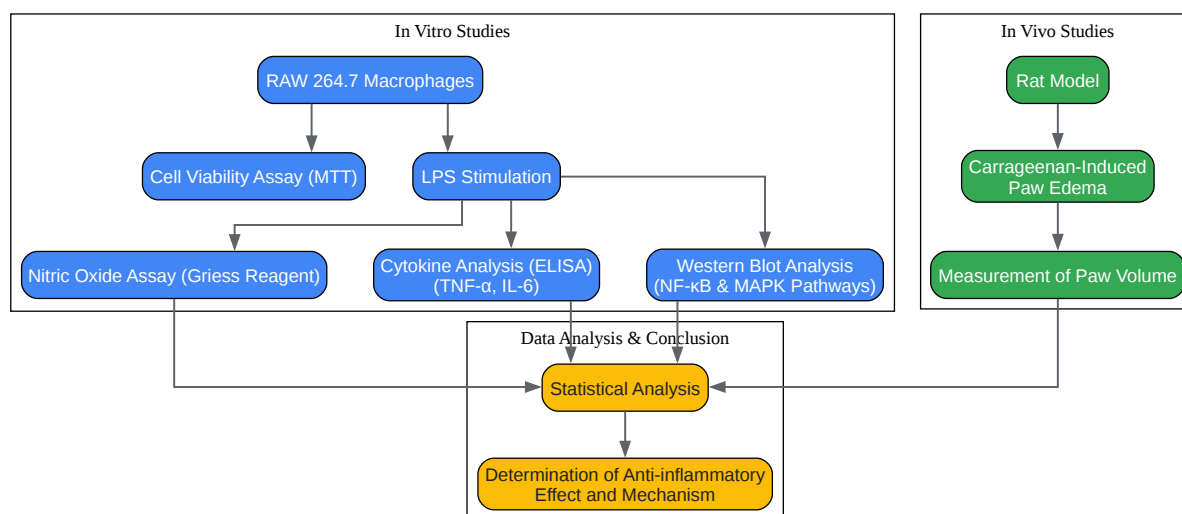 In Vitro Studies
RAW 264.7 Macrophages
Cell Viability Assay (MTT)
LPS Stimulation
Nitric Oxide Assay (Griess Reagent)
Cytokine Analysis (ELISA)
(TNF-α, IL-6)
Western Blot Analysis
(NF-κB & MAPK Pathways)
In Vivo Studies
Rat Model
Carrageenan-Induced
Paw Edema
Measurement of Paw Volume
Data Analysis & Conclusion
Statistical Analysis
Determination of Anti-inflammatory
Effect and Mechanism